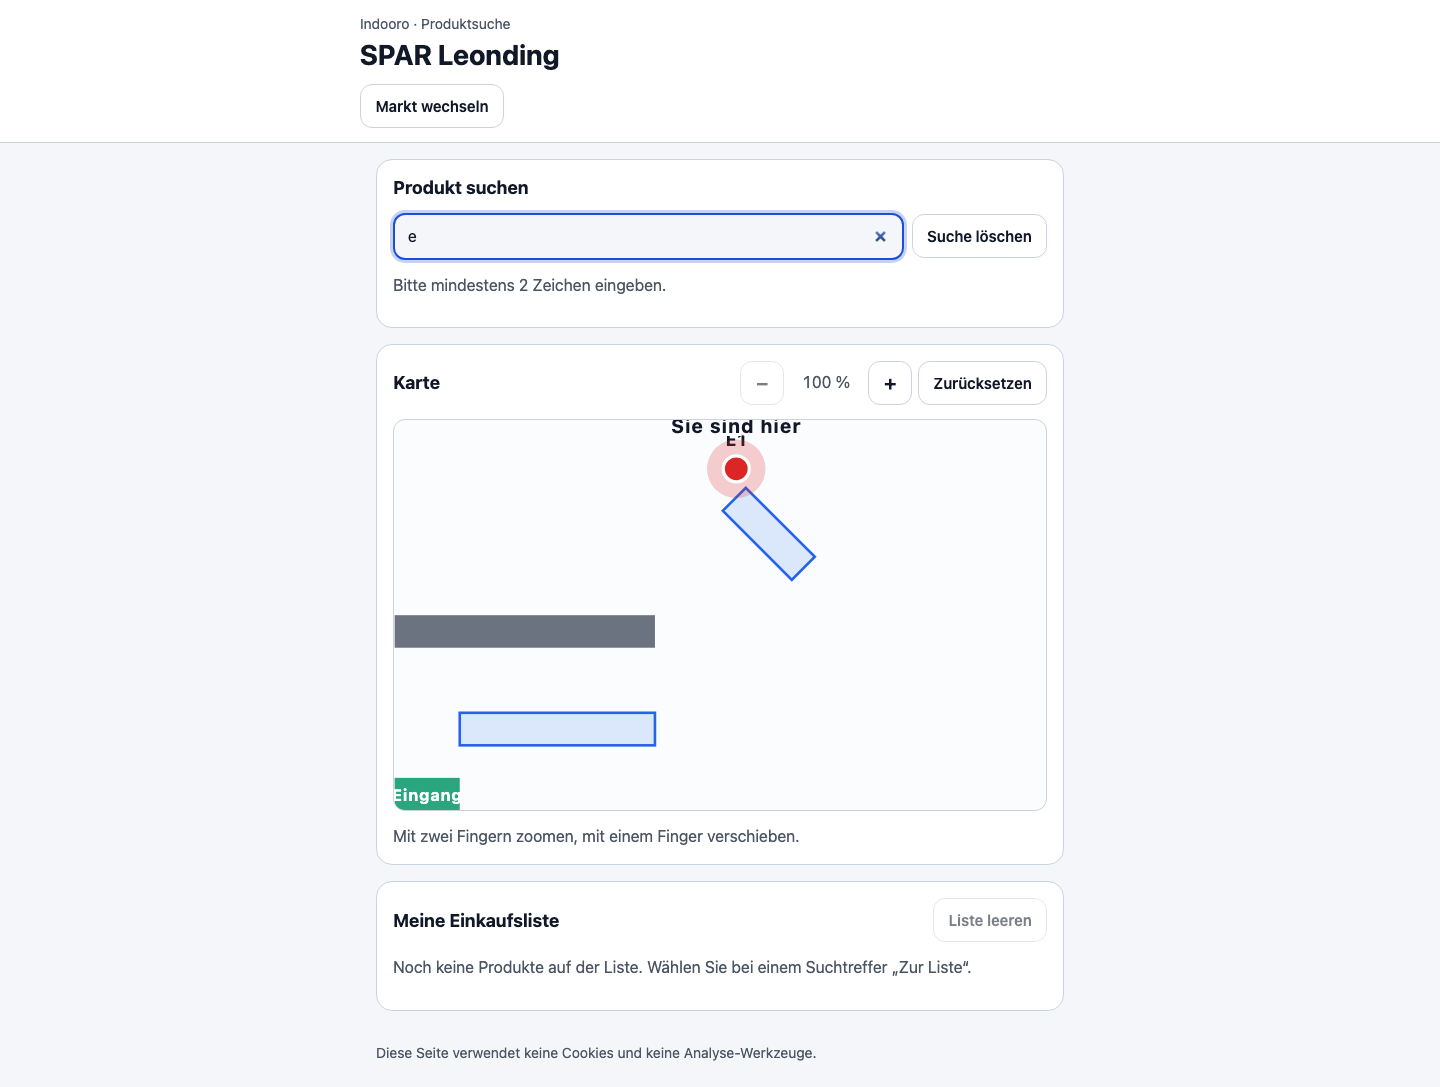 Indooro · Produktsuche
SPAR Leonding
Markt wechseln
Produkt suchen
e
Suche löschen
Bitte mindestens 2 Zeichen eingeben.
Karte
− 100 % + Zurücksetzen
Sie sind hier
E1
Eingang
Mit zwei Fingern zoomen, mit einem Finger verschieben.
Meine Einkaufsliste
Liste leeren
Noch keine Produkte auf der Liste. Wählen Sie bei einem Suchtreffer „Zur Liste“.
Diese Seite verwendet keine Cookies und keine Analyse-Werkzeuge.